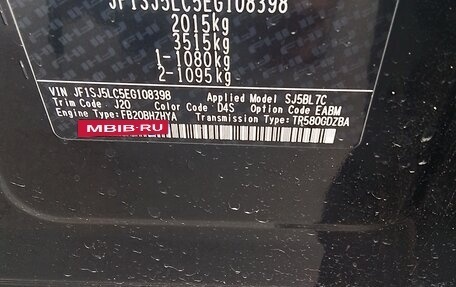 JF1SJ5LC5EG108398
2015kg
3515kg
1-1080kg
2-1095kg
VIN JF1SJ5LC5EG108398 Applied Model SJ5BL7C
Trim Code J20 Color Code D4S Option Code EABM
Engine Type: FB20BHZHYA Transmission Type: TR580GDZBA
MBIB.RU